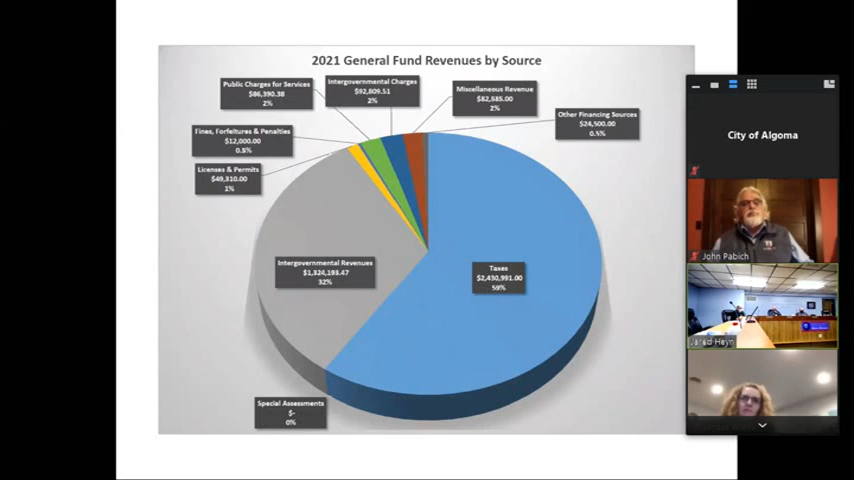 2021 General Fund Revenues by Source
Public Charges for Services
$86,390.38
2%
Intergovernmental Charges
$92,809.51
2%
Miscellaneous Revenue
$82,585.00
2%
Other Financing Sources
$24,500.00
0.5%
Fines, Forfeitures & Penalties
$12,000.00
0.5%
Licenses & Permits
$49,310.00
1%
Intergovernmental Revenues
$1,324,193.47
32%
Taxes
$2,430,991.00
59%
Special Assessments
$-
0%
City of Algoma
John Pabich
Jared Heyn